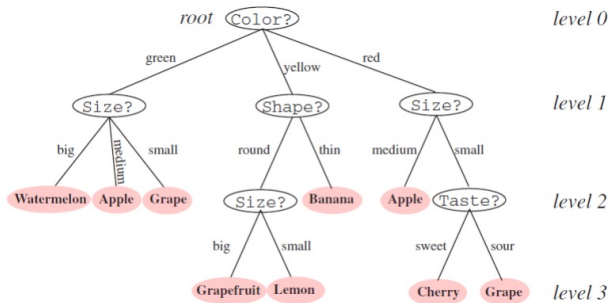 root Color? level 0
green yellow red
Size? Shape? Size? level 1
big medium small round thin medium small
Watermelon Apple Grape Size? Banana Apple Taste? level 2
big small sweet sour
Grapefruit Lemon Cherry Grape level 3